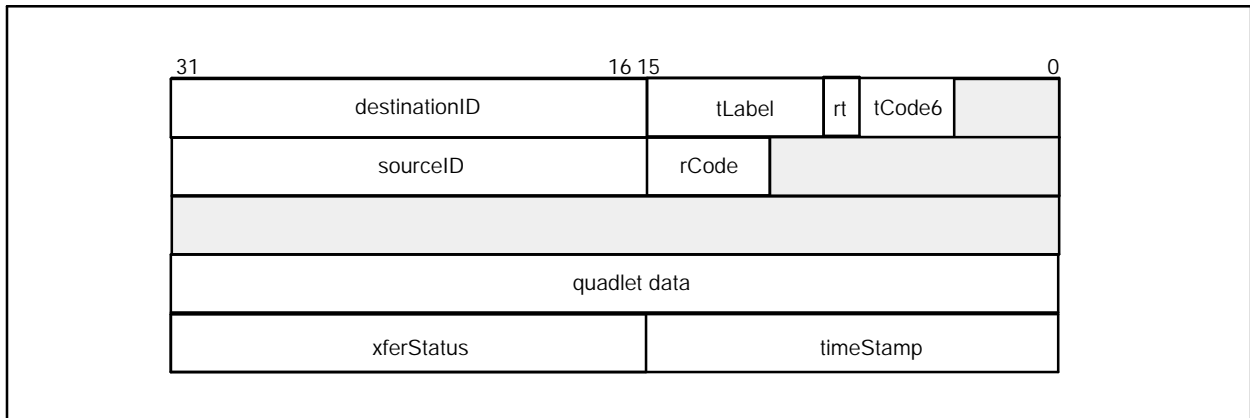 31 16 15 0
destinationID tLabel rt tCode6
sourceID rCode
quadlet data
xferStatus timeStamp